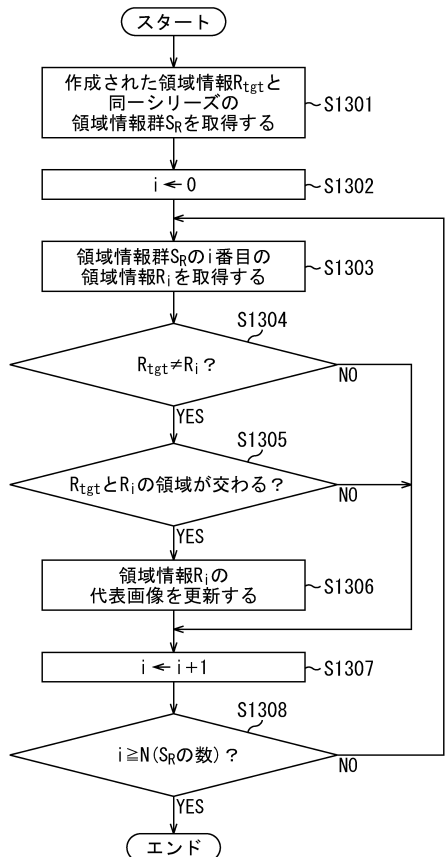 スタート
作成された領域情報Rtgtと
同一シリーズの
領域情報群SRを取得する
S1301
i←0
S1302
領域情報群SRのi番目の
領域情報Riを取得する
S1303
S1304
Rtgt≠Ri?
NO
YES
S1305
RtgtとRiの領域が交わる?
NO
YES
領域情報Riの
代表画像を更新する
S1306
i←i+1
S1307
S1308
i≧N(SRの数)?
NO
YES
エンド